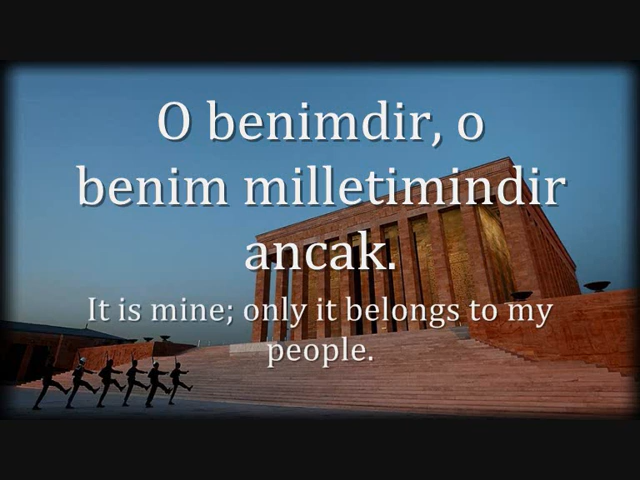 O benimdir, o
benim milletimindir
ancak.
It is mine; only it belongs to my
people.